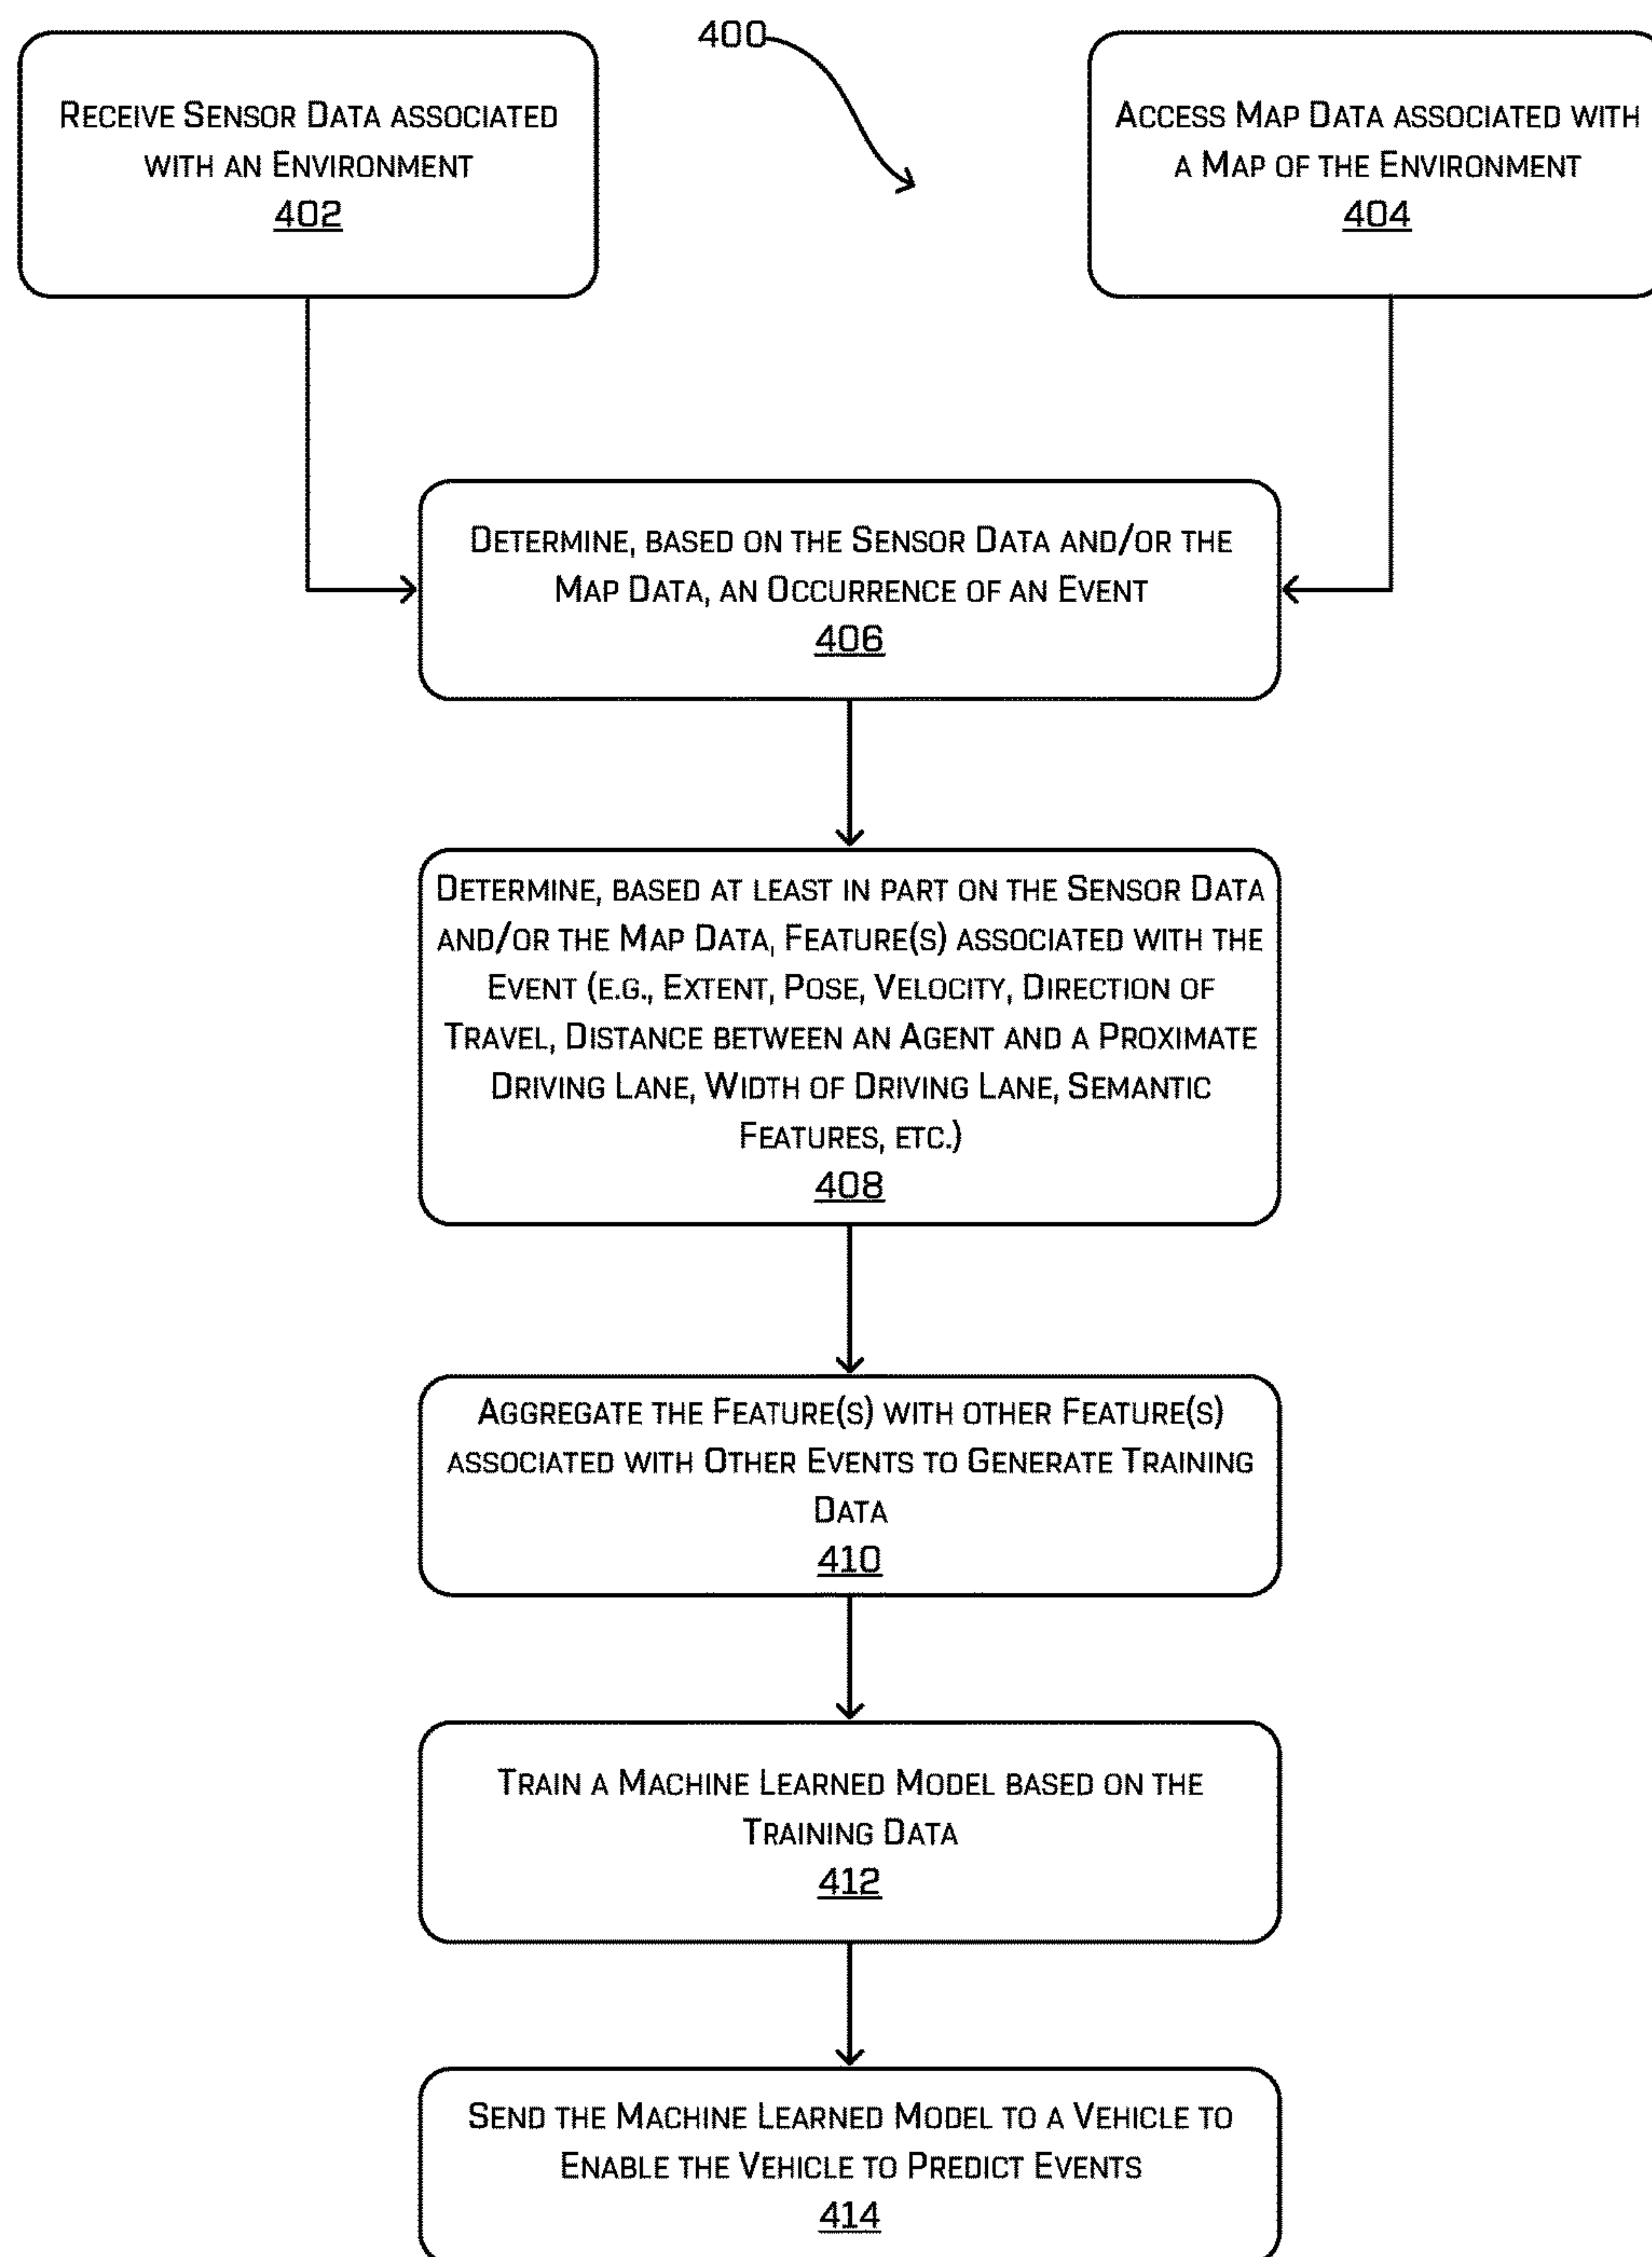 400
RECEIVE SENSOR DATA ASSOCIATED
WITH AN ENVIRONMENT
402
ACCESS MAP DATA ASSOCIATED WITH
A MAP OF THE ENVIRONMENT
404
DETERMINE, BASED ON THE SENSOR DATA AND/OR THE
MAP DATA, AN OCCURRENCE OF AN EVENT
406
DETERMINE, BASED AT LEAST IN PART ON THE SENSOR DATA
AND/OR THE MAP DATA, FEATURE(S) ASSOCIATED WITH THE
EVENT (E.G., EXTENT, POSE, VELOCITY, DIRECTION OF
TRAVEL, DISTANCE BETWEEN AN AGENT AND A PROXIMATE
DRIVING LANE, WIDTH OF DRIVING LANE, SEMANTIC
FEATURES, ETC.)
408
AGGREGATE THE FEATURE(S) WITH OTHER FEATURE(S)
ASSOCIATED WITH OTHER EVENTS TO GENERATE TRAINING
DATA
410
TRAIN A MACHINE LEARNED MODEL BASED ON THE
TRAINING DATA
412
SEND THE MACHINE LEARNED MODEL TO A VEHICLE TO
ENABLE THE VEHICLE TO PREDICT EVENTS
414